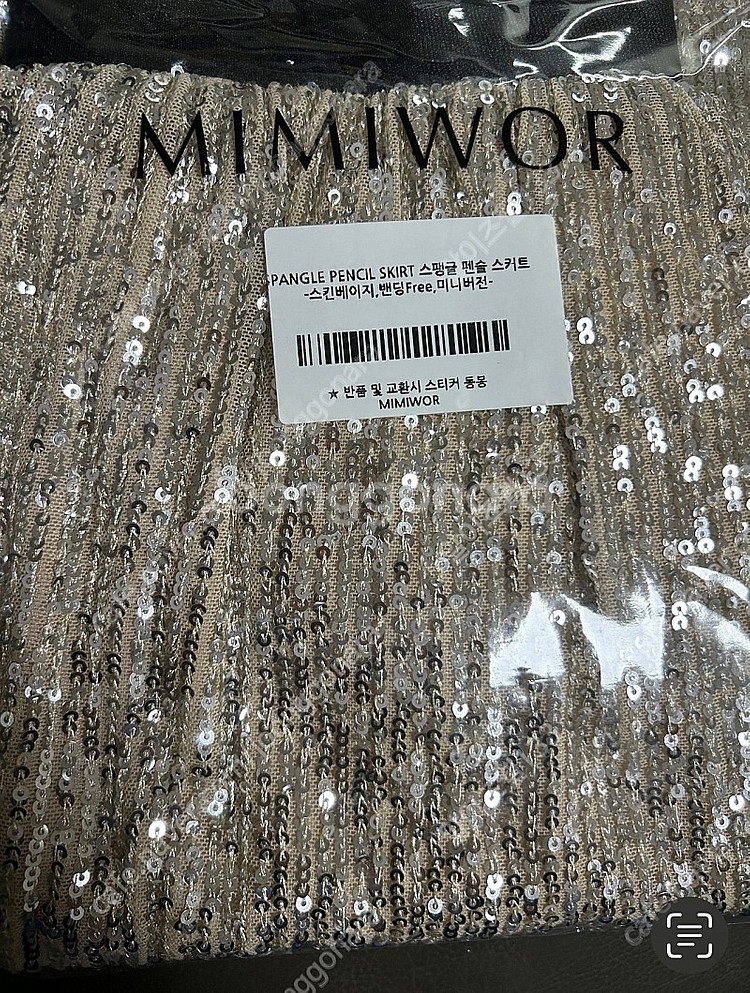 MIMIWOR
SPANGLE PENCIL SKIRT 스팽글 펜슬 스커트
-스킨베이지,밴딩Free,미니버전-
★ 반품 및 교환시 스티커 동봉
MIMIWOR
joonggonara